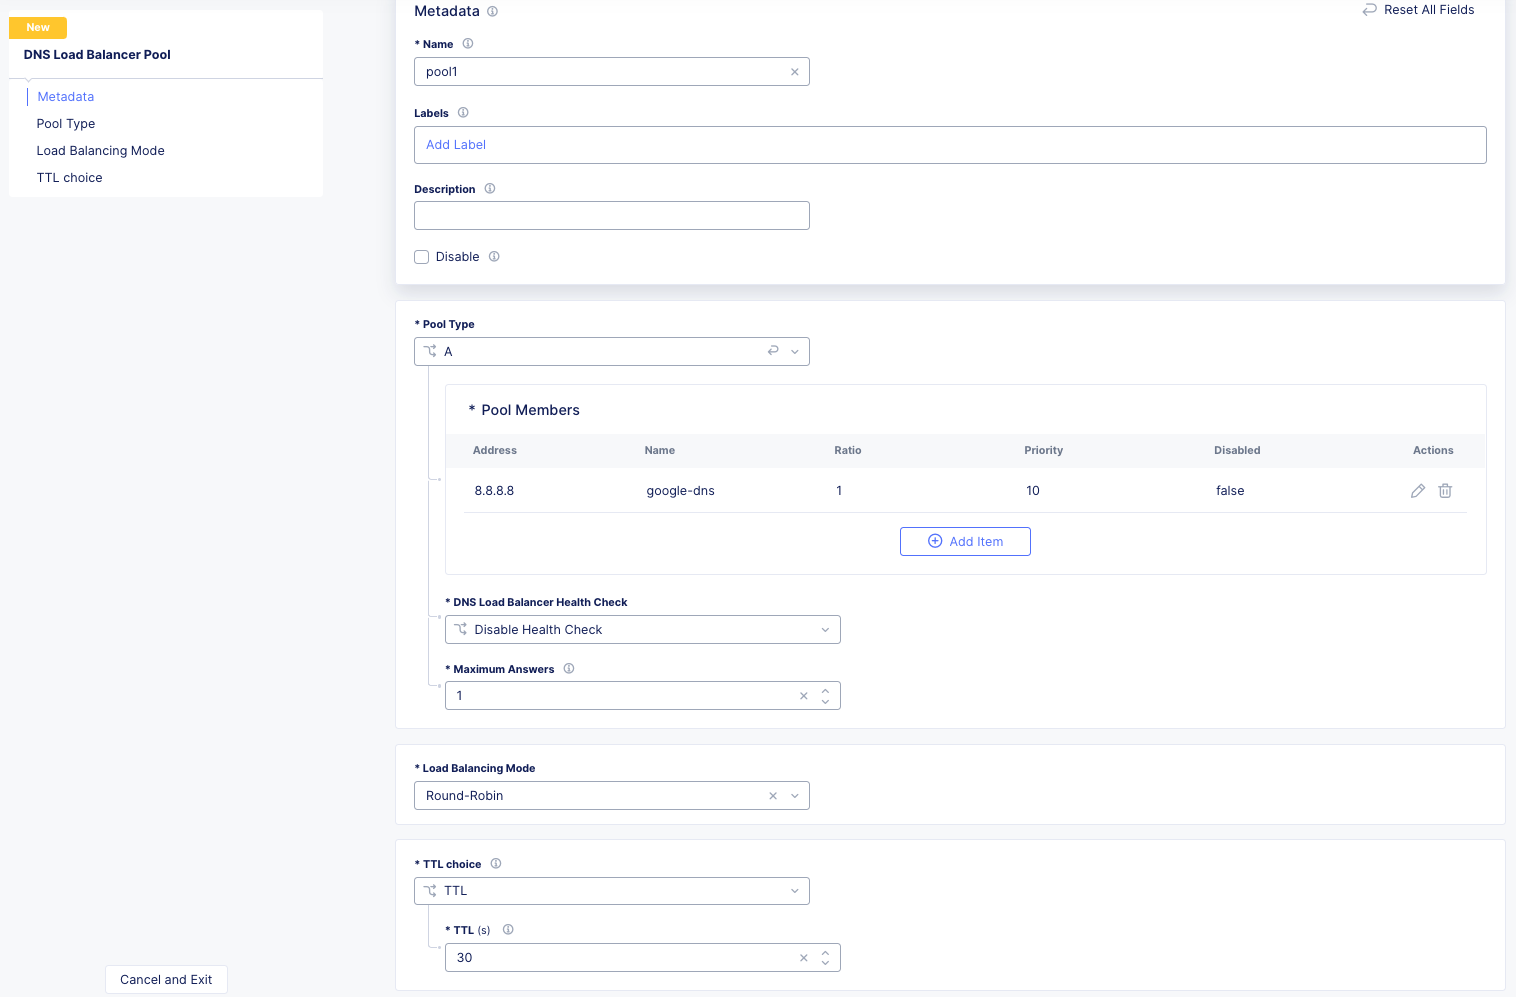 New
DNS Load Balancer Pool
Metadata
Pool Type
Load Balancing Mode
TTL choice
Cancel and Exit
Metadata
Reset All Fields
* Name
pool1
Labels
Add Label
Description
Disable
* Pool Type
A
* Pool Members
Address Name Ratio Priority Disabled Actions
8.8.8.8 google-dns 1 10 false
Add Item
* DNS Load Balancer Health Check
Disable Health Check
* Maximum Answers
1
* Load Balancing Mode
Round-Robin
* TTL choice
TTL
* TTL (s)
30